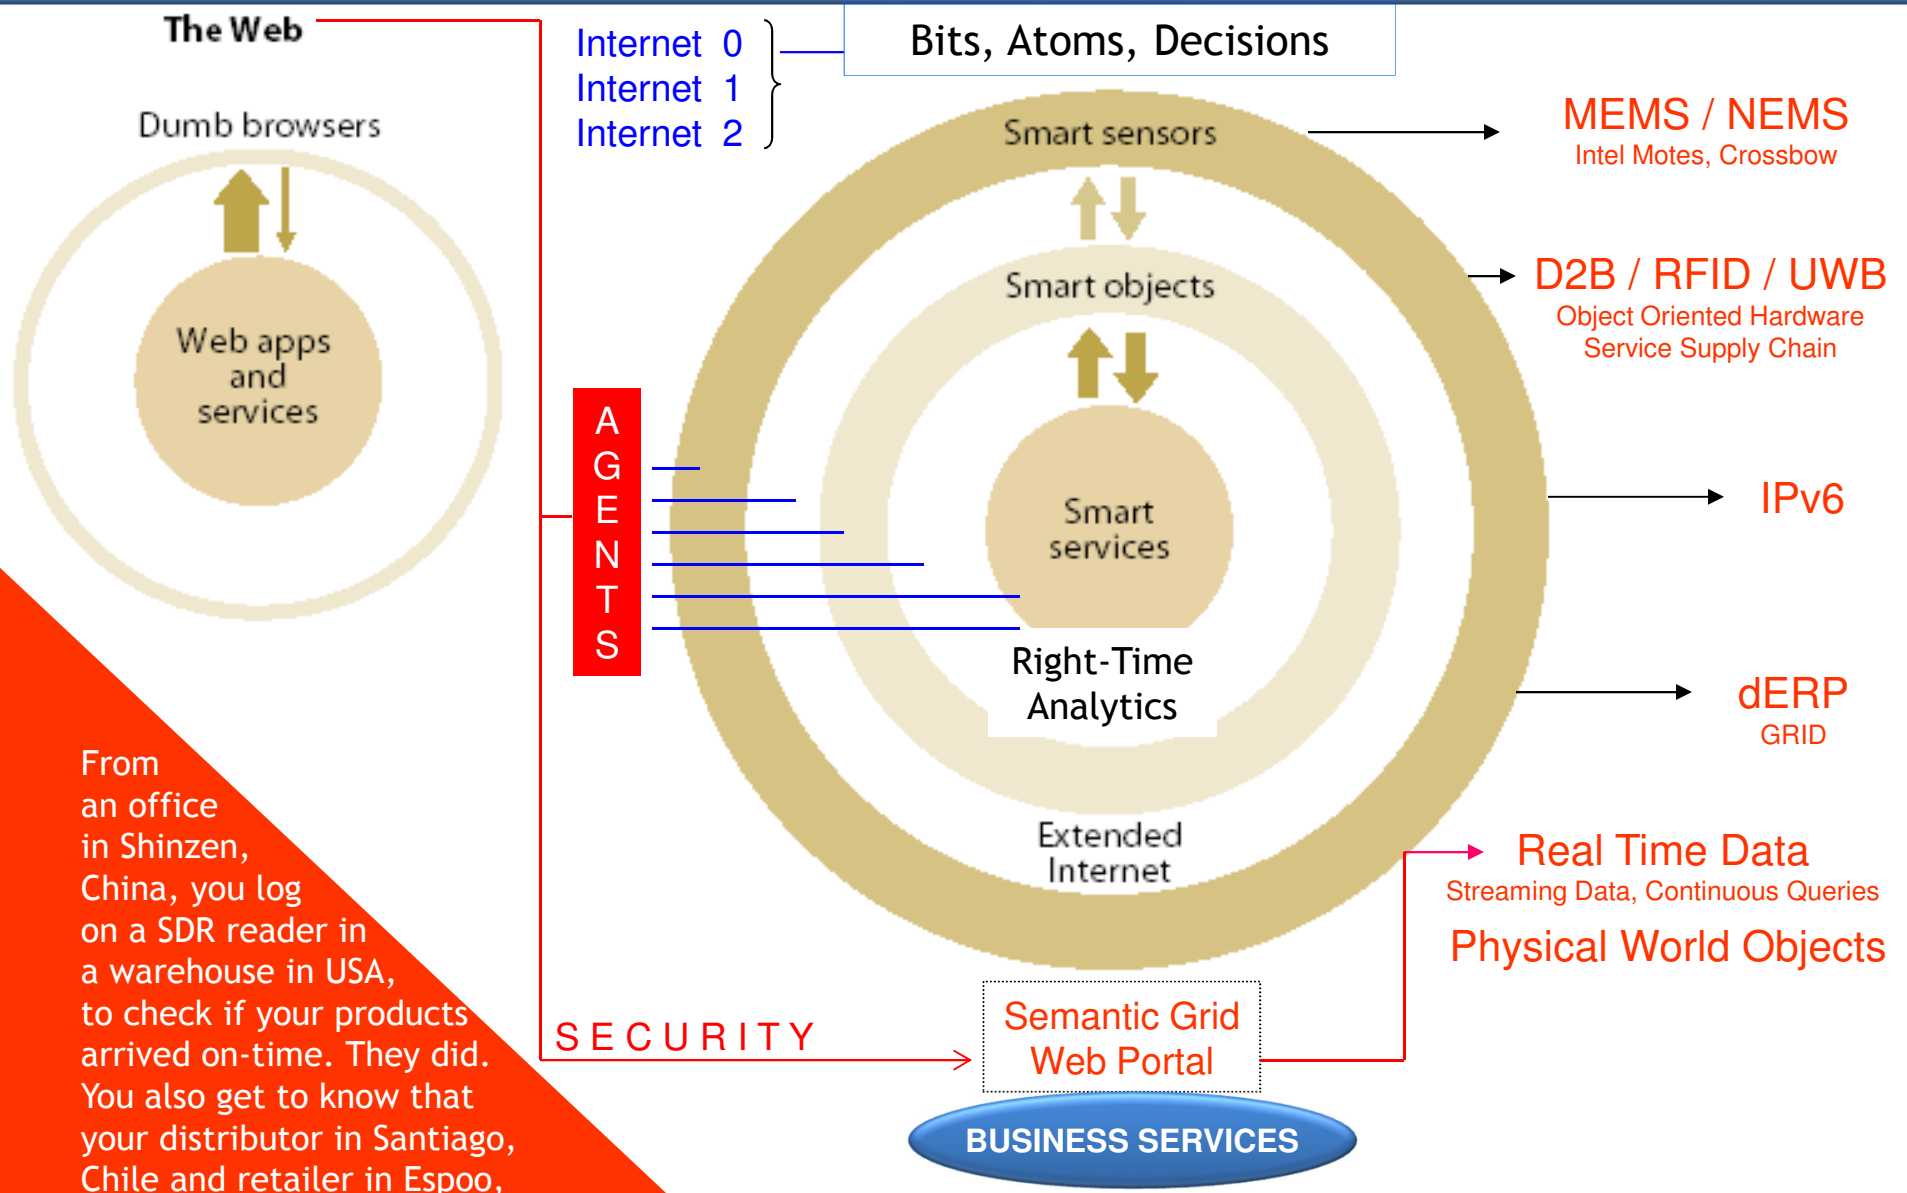 The Web
Dumb browsers
Web apps
and
services
Internet 0
Internet 1
Internet 2
Bits, Atoms, Decisions
Smart sensors
Smart objects
Smart
services
Right-Time
Analytics
Extended
Internet
A
G
E
N
T
S
MEMS / NEMS
Intel Motes, Crossbow
D2B / RFID / UWB
Object Oriented Hardware
Service Supply Chain
IPv6
dERP
GRID
Real Time Data
Streaming Data, Continuous Queries
Physical World Objects
S E C U R I T Y
Semantic Grid
Web Portal
BUSINESS SERVICES
From
an office
in Shinzen,
China, you log
on a SDR reader in
a warehouse in USA,
to check if your products
arrived on-time. They did.
You also get to know that
your distributor in Santiago,
Chile and retailer in Espoo,